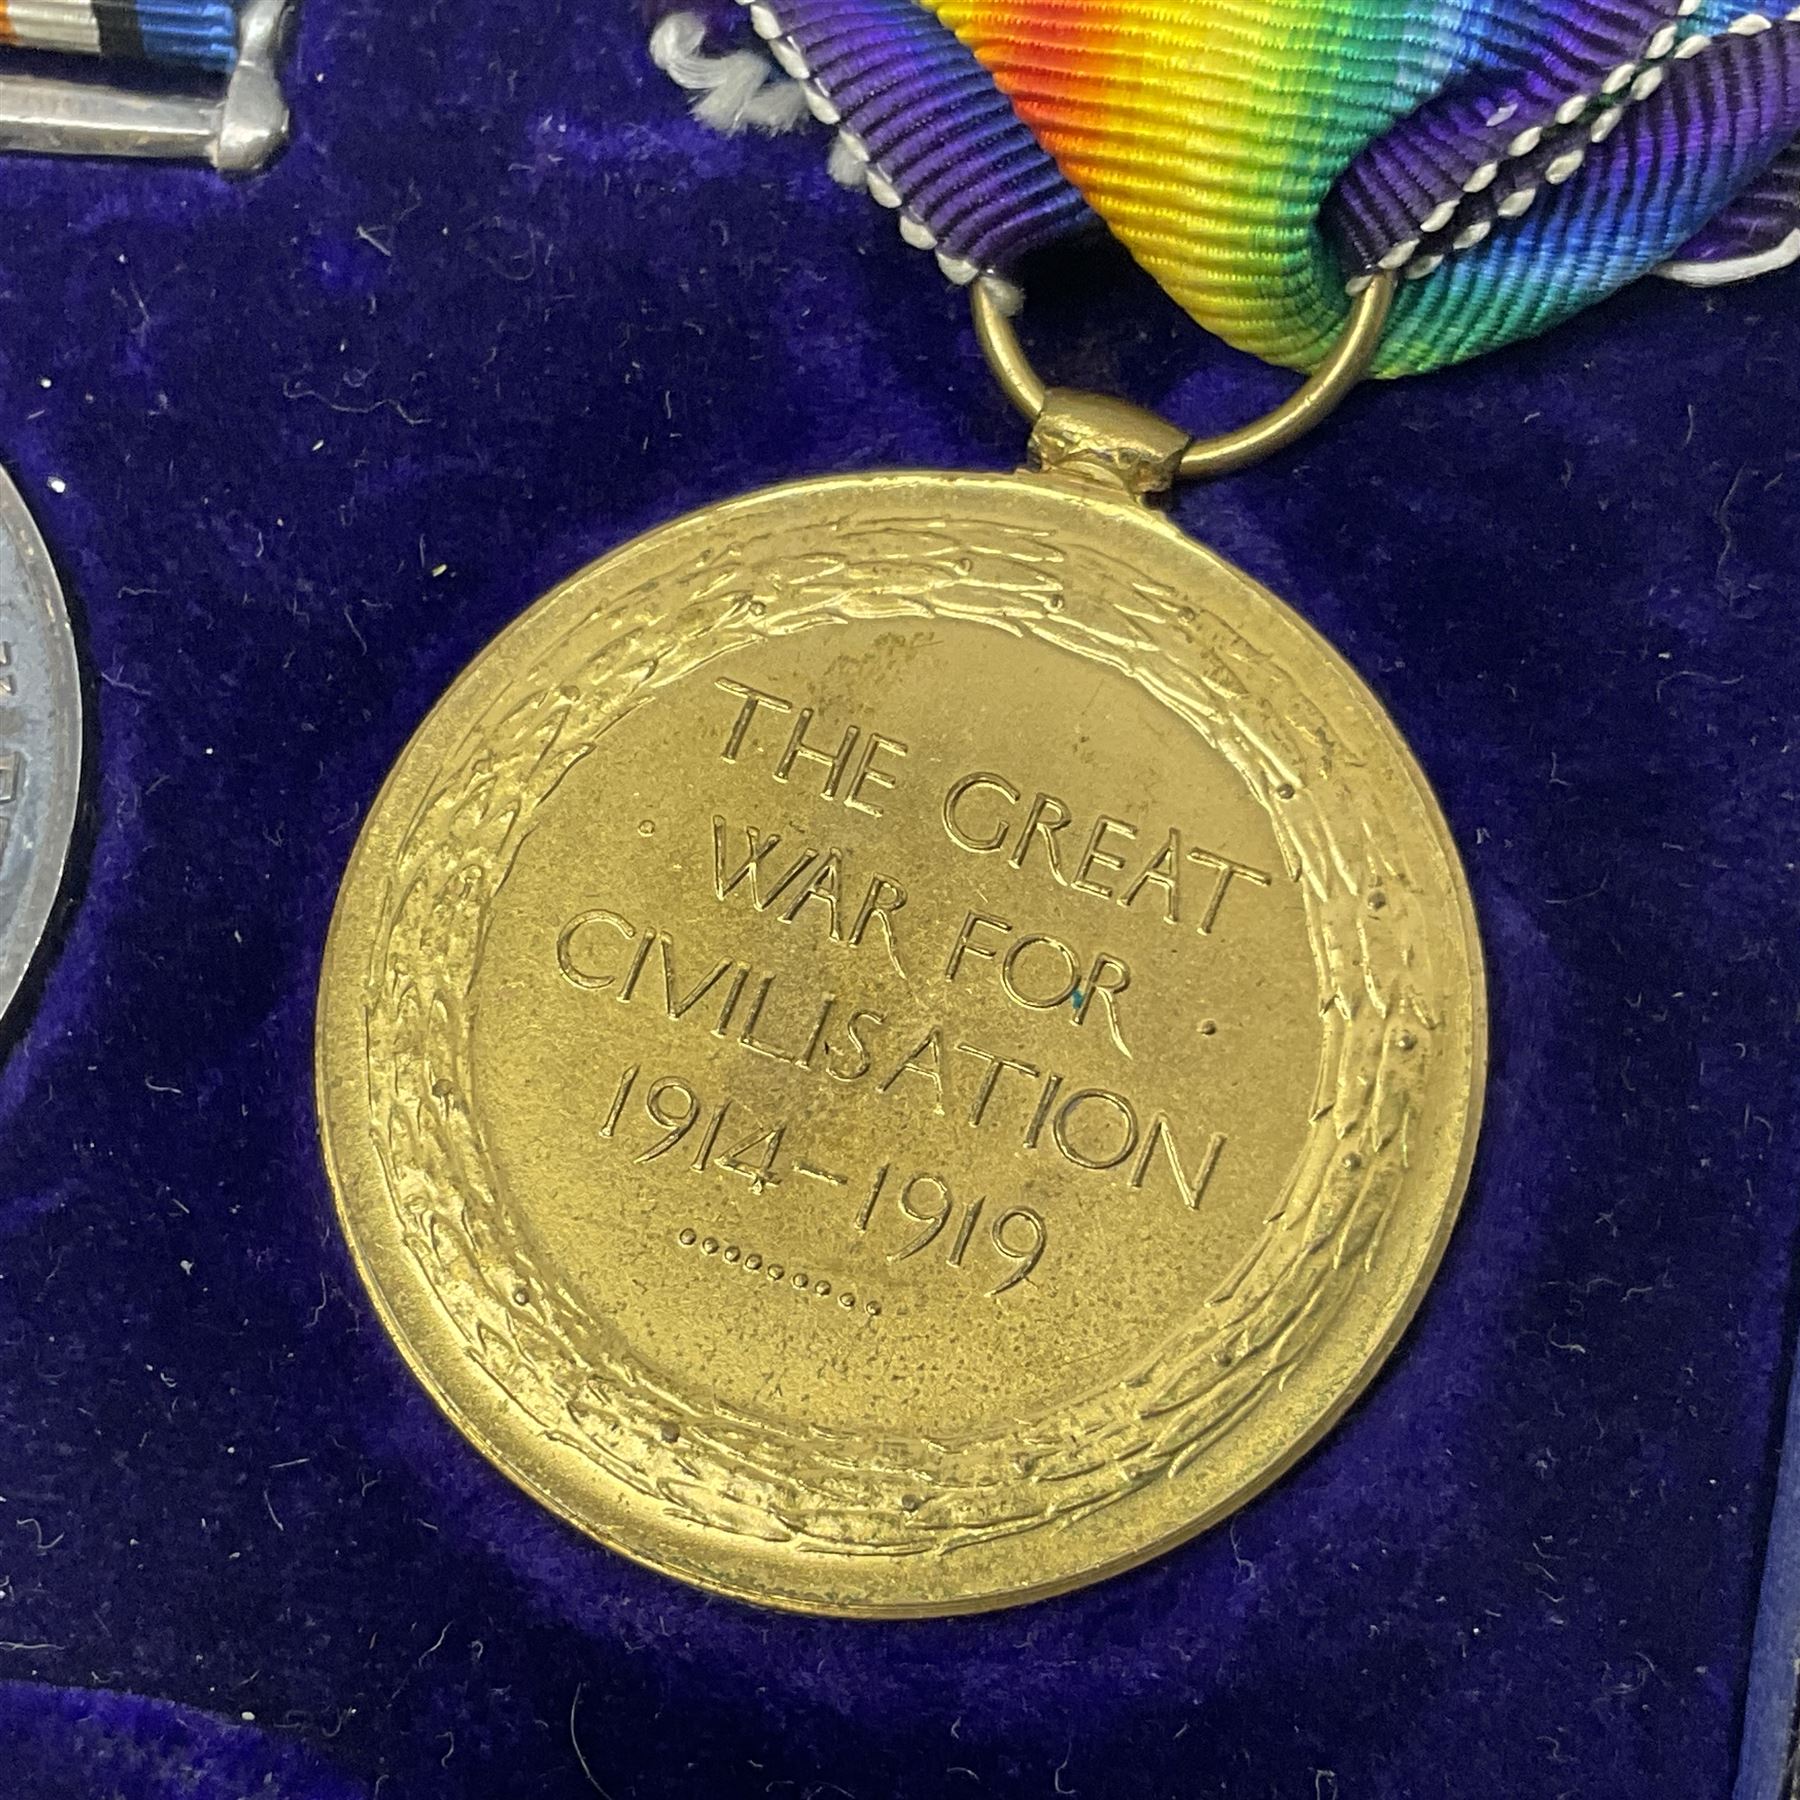 THE GREAT
· WAR FOR ·
CIVILISATION
1914-1919
.........